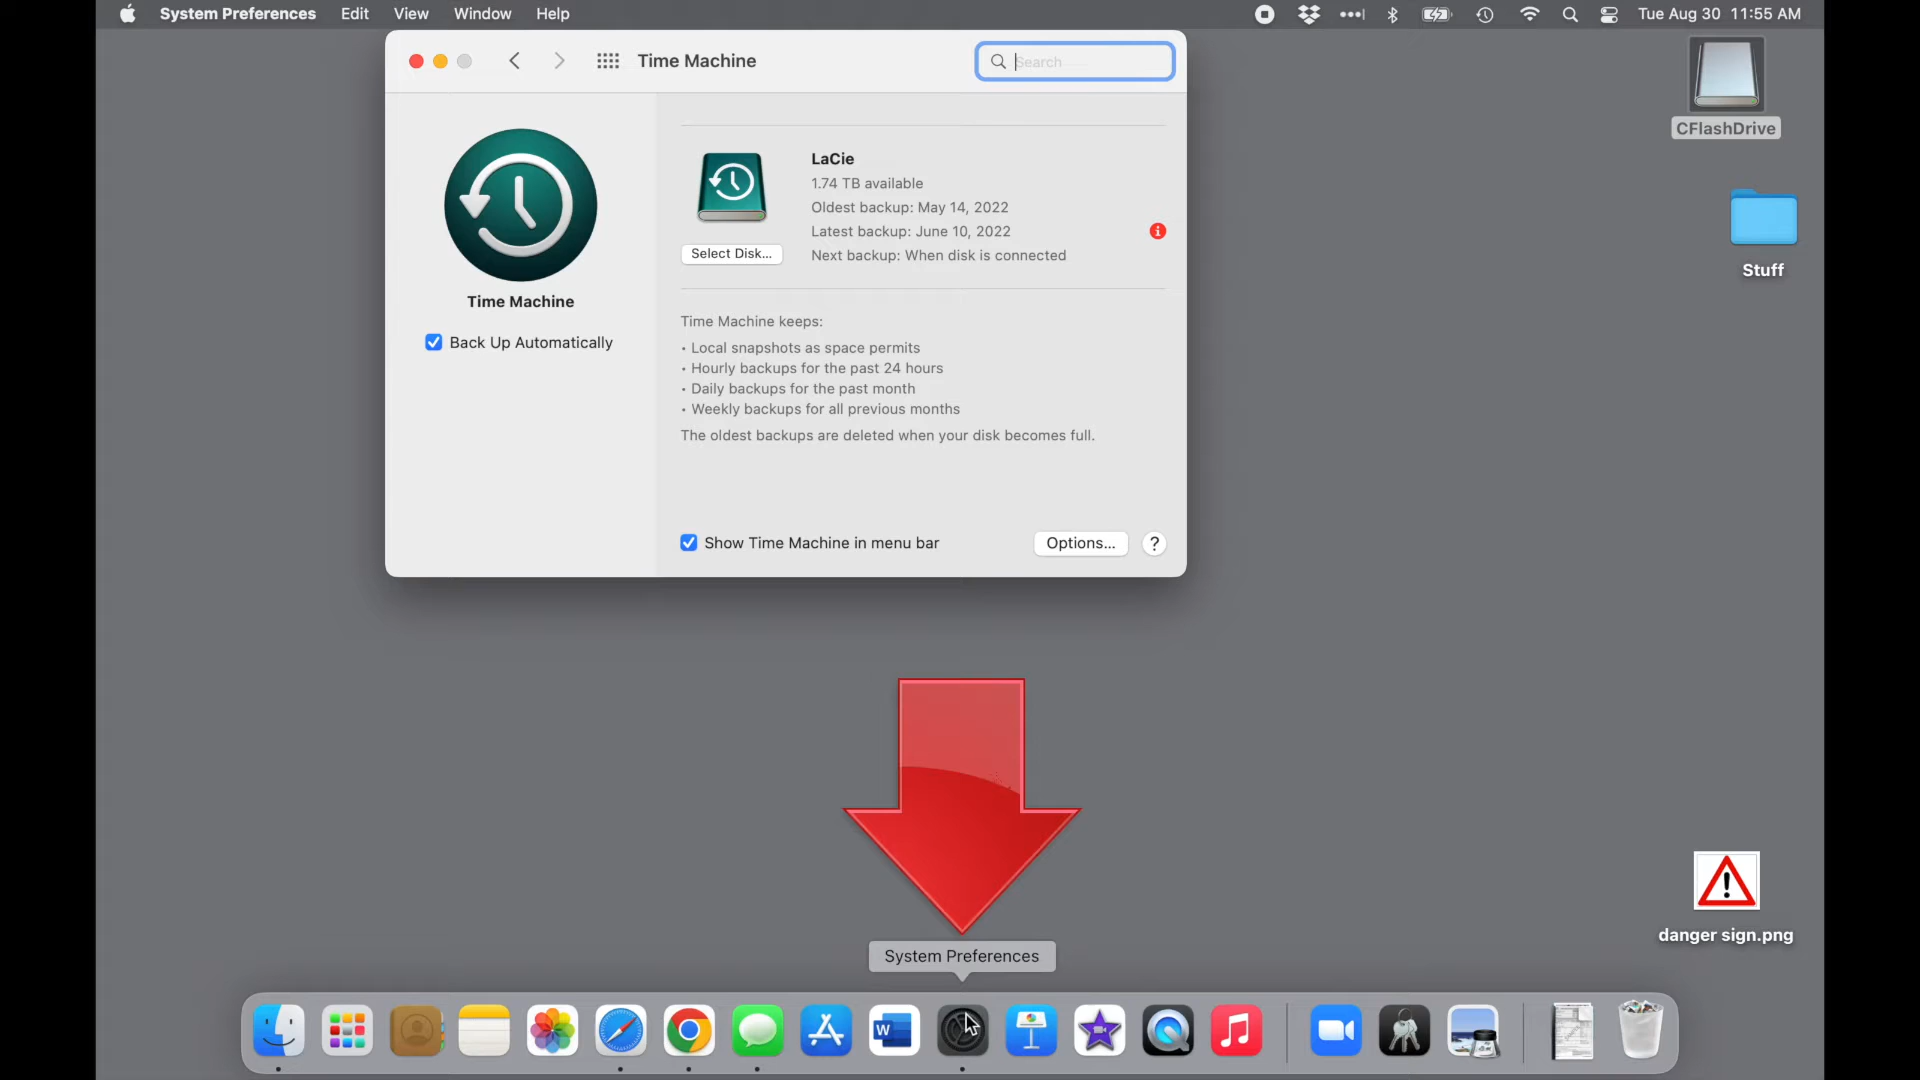 System Preferences Edit View Window Help
Tue Aug 30 11:55 AM
Time Machine
Search
CFlashDrive
Stuff
LaCie
1.74 TB available
Oldest backup: May 14, 2022
Latest backup: June 10, 2022
Next backup: When disk is connected
Select Disk...
Time Machine
Back Up Automatically
Time Machine keeps:
• Local snapshots as space permits
• Hourly backups for the past 24 hours
• Daily backups for the past month
• Weekly backups for all previous months
The oldest backups are deleted when your disk becomes full.
Show Time Machine in menu bar
Options...
?
danger sign.png
System Preferences
W